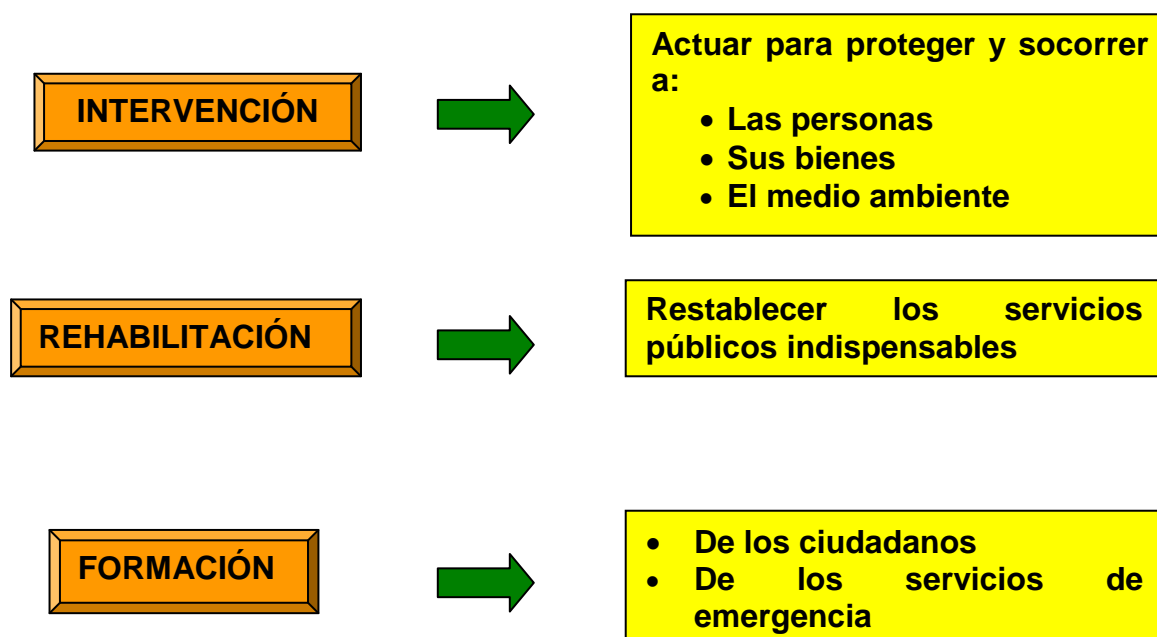 INTERVENCIÓN
Actuar para proteger y socorrer
a:
• Las personas
• Sus bienes
• El medio ambiente
REHABILITACIÓN
Restablecer los servicios
públicos indispensables
FORMACIÓN
• De los ciudadanos
• De los servicios de
emergencia